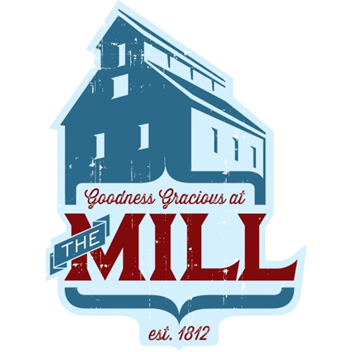 Goodness Gracious at
THE
MILL
est. 1812